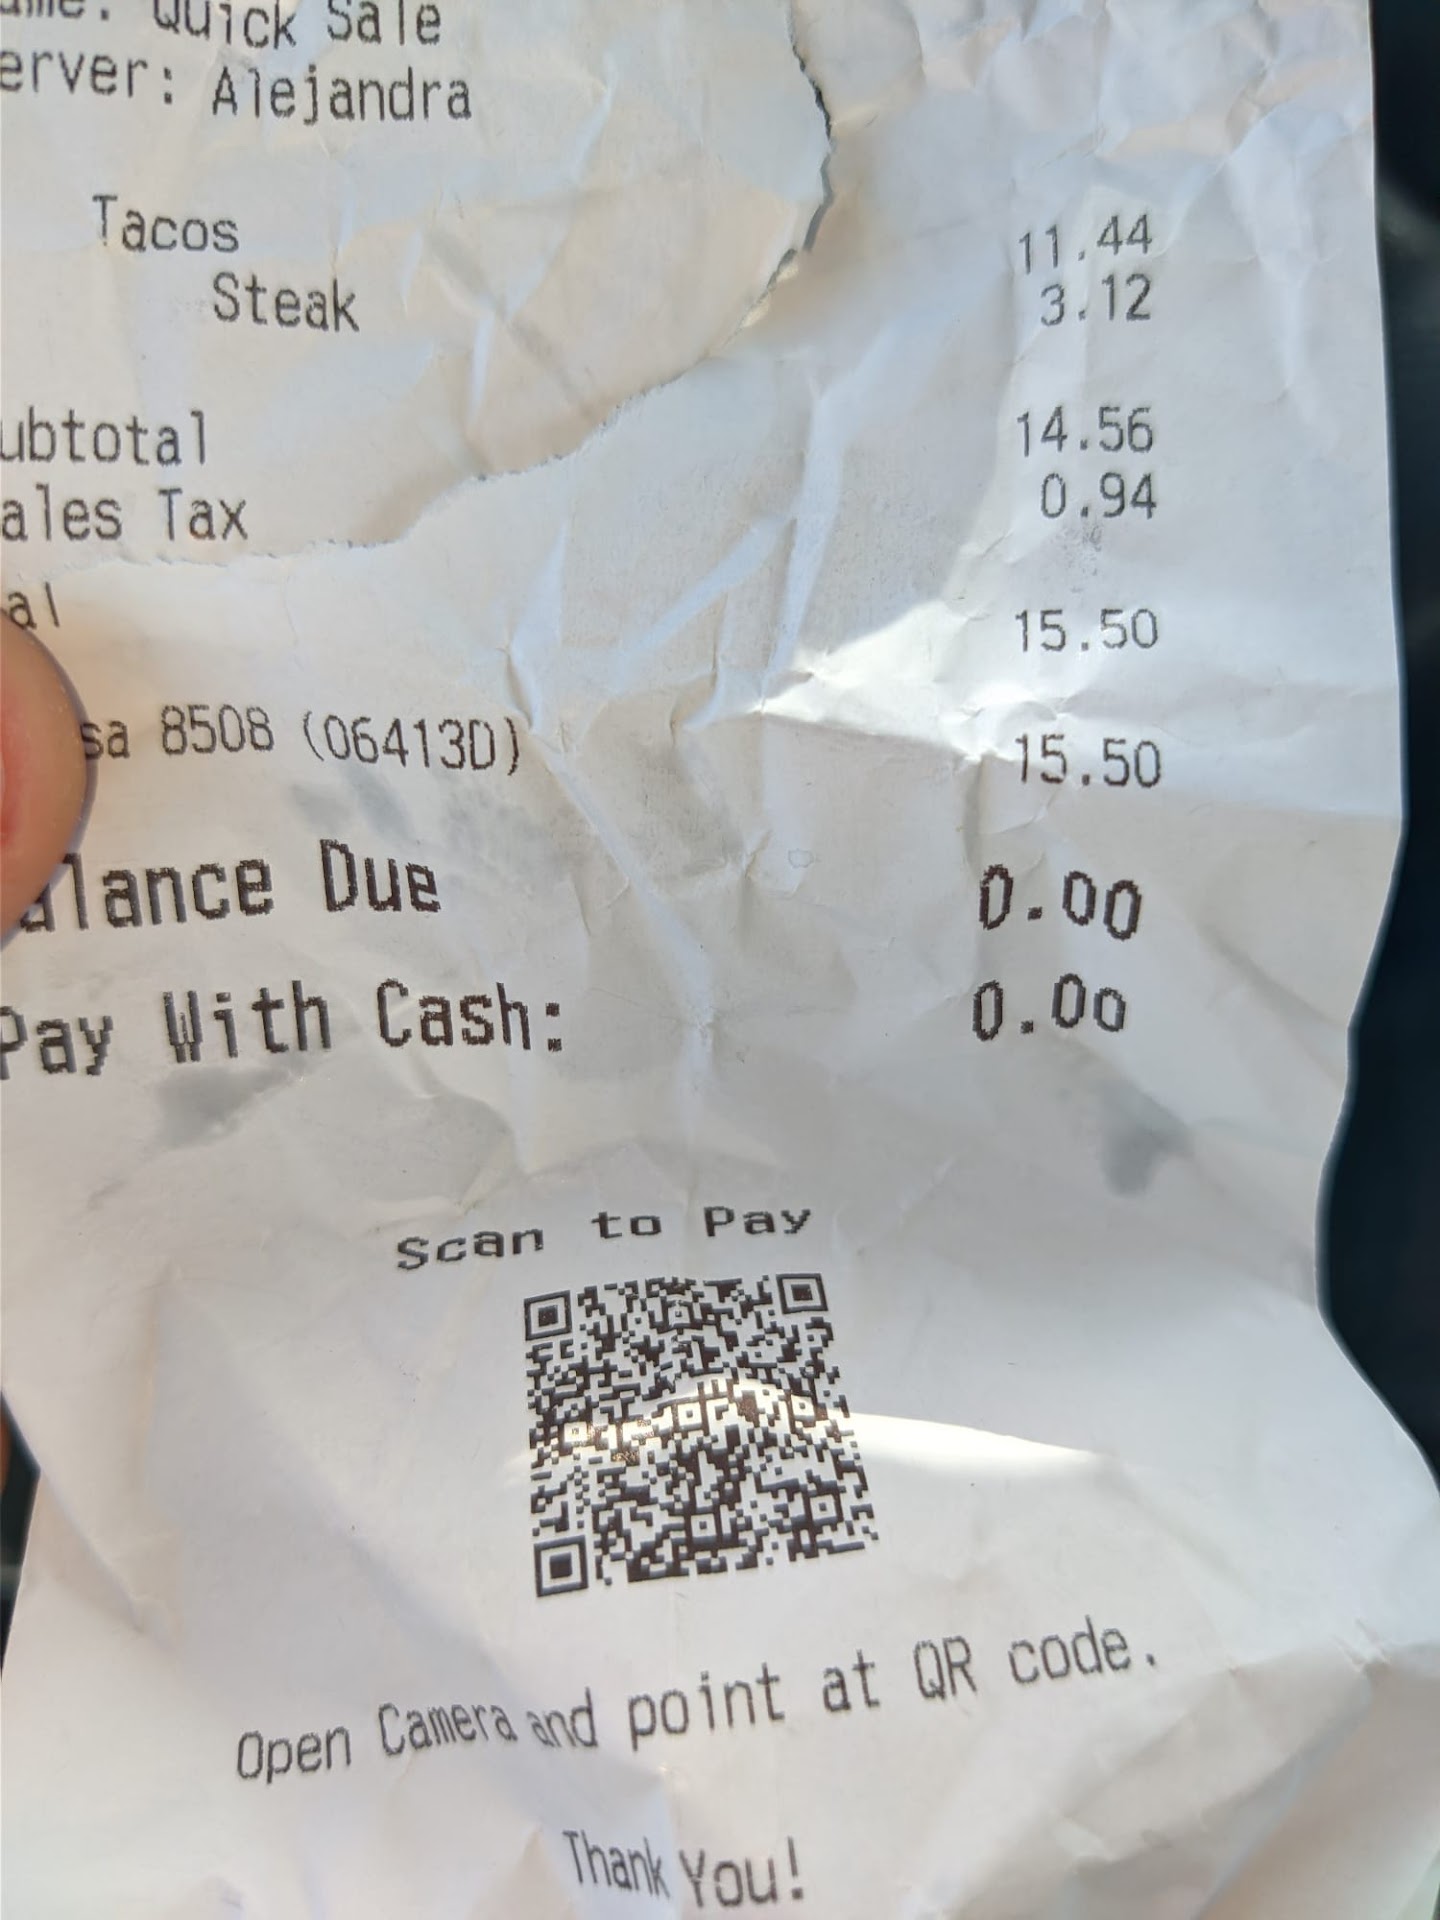 Quick Sale
erver: Alejandra
Tacos 11.44
Steak 3.12
ubtotal 14.56
ales Tax 0.94
al 15.50
sa 8508 (06413D) 15.50
alance Due 0.00
Pay With Cash: 0.00
Scan to Pay
Open Camera and point at QR code.
Thank You!